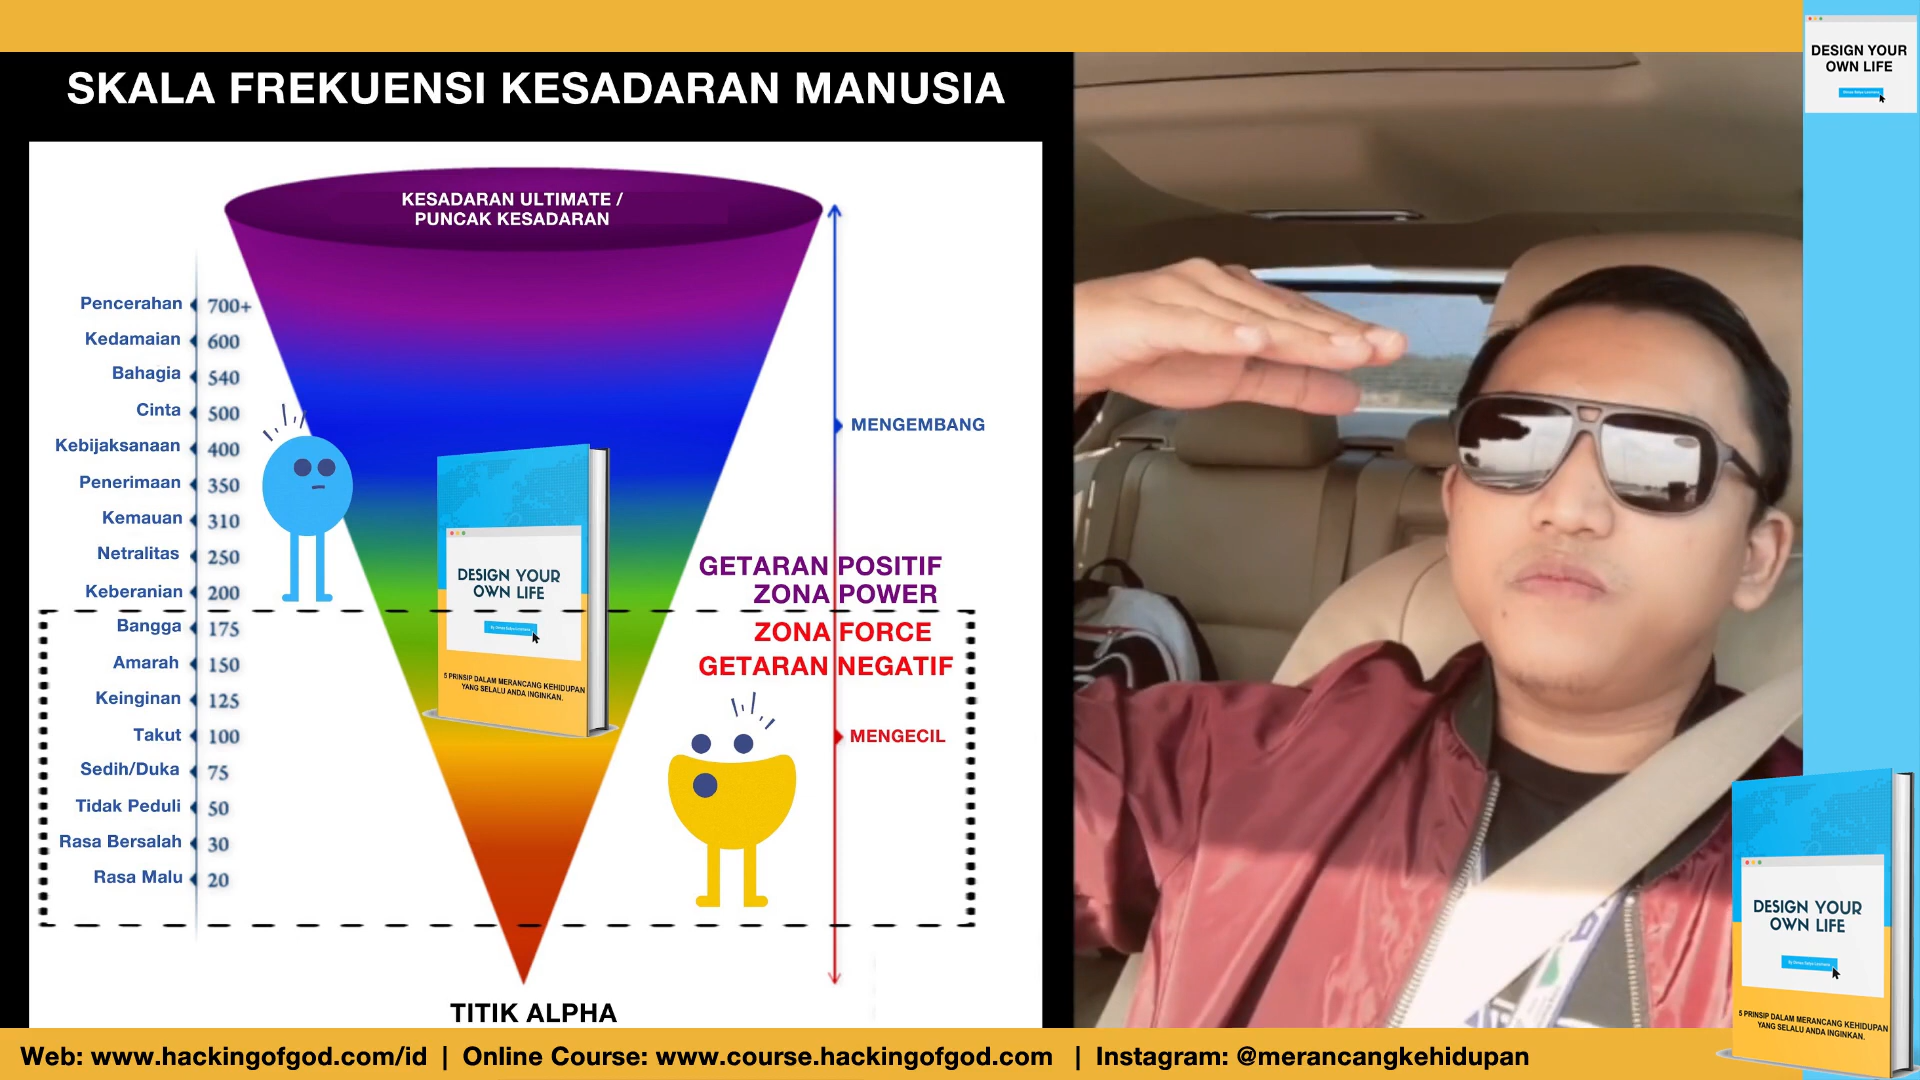 SKALA FREKUENSI KESADARAN MANUSIA
KESADARAN ULTIMATE /
PUNCAK KESADARAN
Pencerahan 700+
Kedamaian 600
Bahagia 540
Cinta 500
Kebijaksanaan 400
Penerimaan 350
Kemauan 310
Netralitas 250
Keberanian 200
Bangga 175
Amarah 150
Keinginan 125
Takut 100
Sedih/Duka 75
Tidak Peduli 50
Rasa Bersalah 30
Rasa Malu 20
DESIGN YOUR
OWN LIFE
5 PRINSIP DALAM MERANCANG KEHIDUPAN
YANG SELALU ANDA INGINKAN.
MENGEMBANG
GETARAN POSITIF
ZONA POWER
ZONA FORCE
GETARAN NEGATIF
MENGECIL
TITIK ALPHA
DESIGN YOUR
OWN LIFE
DESIGN YOUR
OWN LIFE
5 PRINSIP DALAM MERANCANG KEHIDUPAN
YANG SELALU ANDA INGINKAN.
Web: www.hackingofgod.com/id | Online Course: www.course.hackingofgod.com | Instagram: @merancangkehidupan